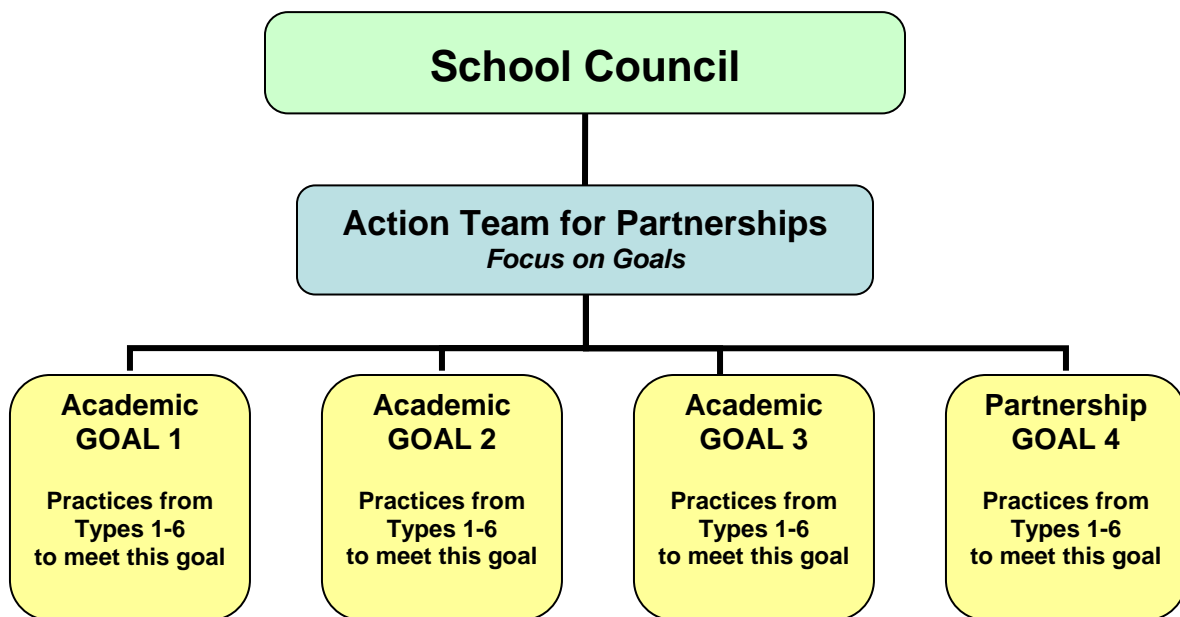 School Council
Action Team for Partnerships
Focus on Goals
Academic
GOAL 1
Practices from
Types 1-6
to meet this goal
Academic
GOAL 2
Practices from
Types 1-6
to meet this goal
Academic
GOAL 3
Practices from
Types 1-6
to meet this goal
Partnership
GOAL 4
Practices from
Types 1-6
to meet this goal